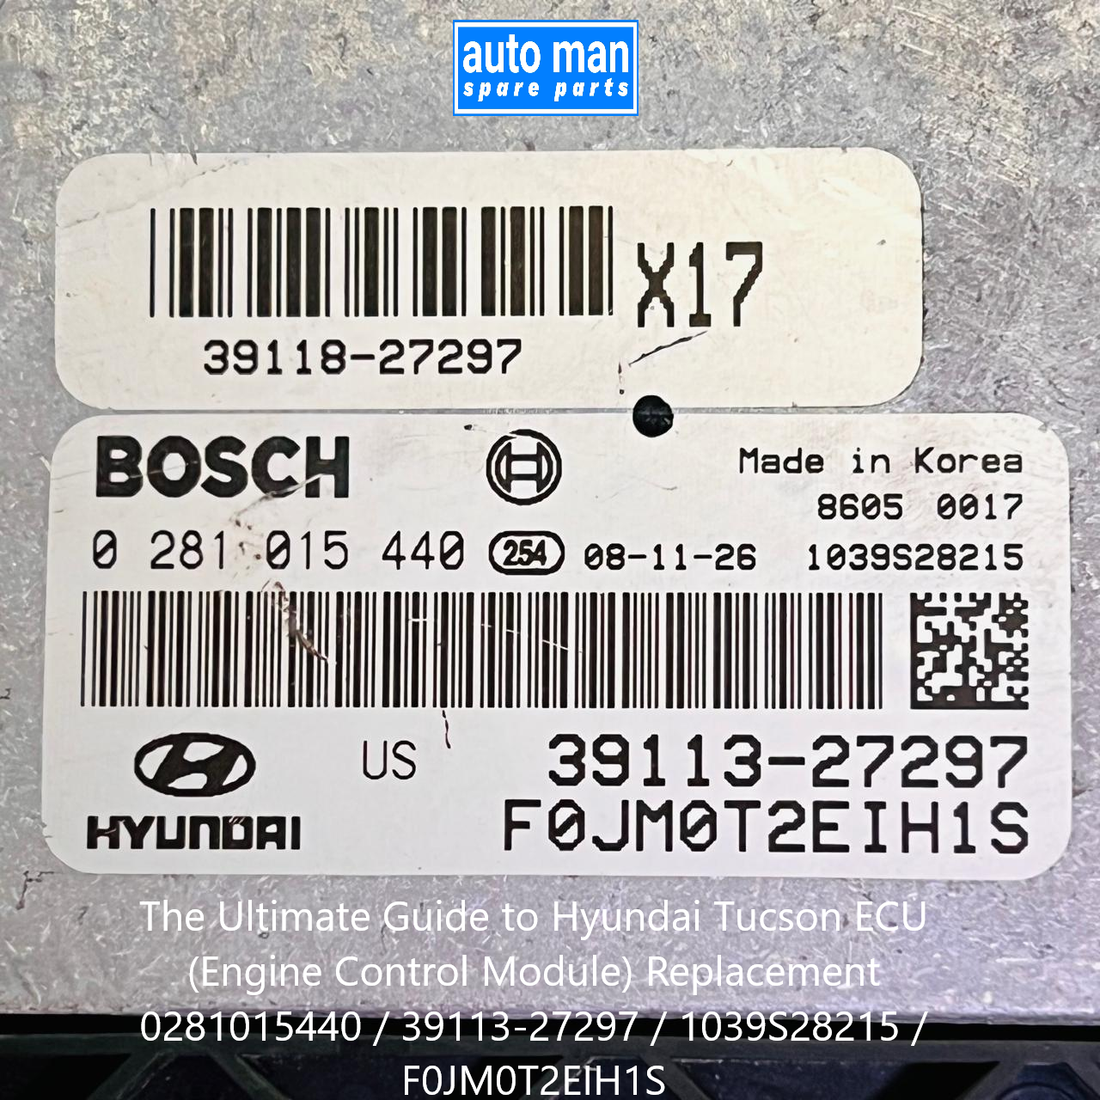 auto man
spare parts
X17
39118-27297
BOSCH
Made in Korea
8605 0017
0 281 015 440 254 08-11-26 1039S28215
HYUNDAI US 39113-27297
F0JM0T2EIH1S
The Ultimate Guide to Hyundai Tucson ECU
(Engine Control Module) Replacement
0281015440 / 39113-27297 / 1039S28215 /
F0JM0T2EIH1S